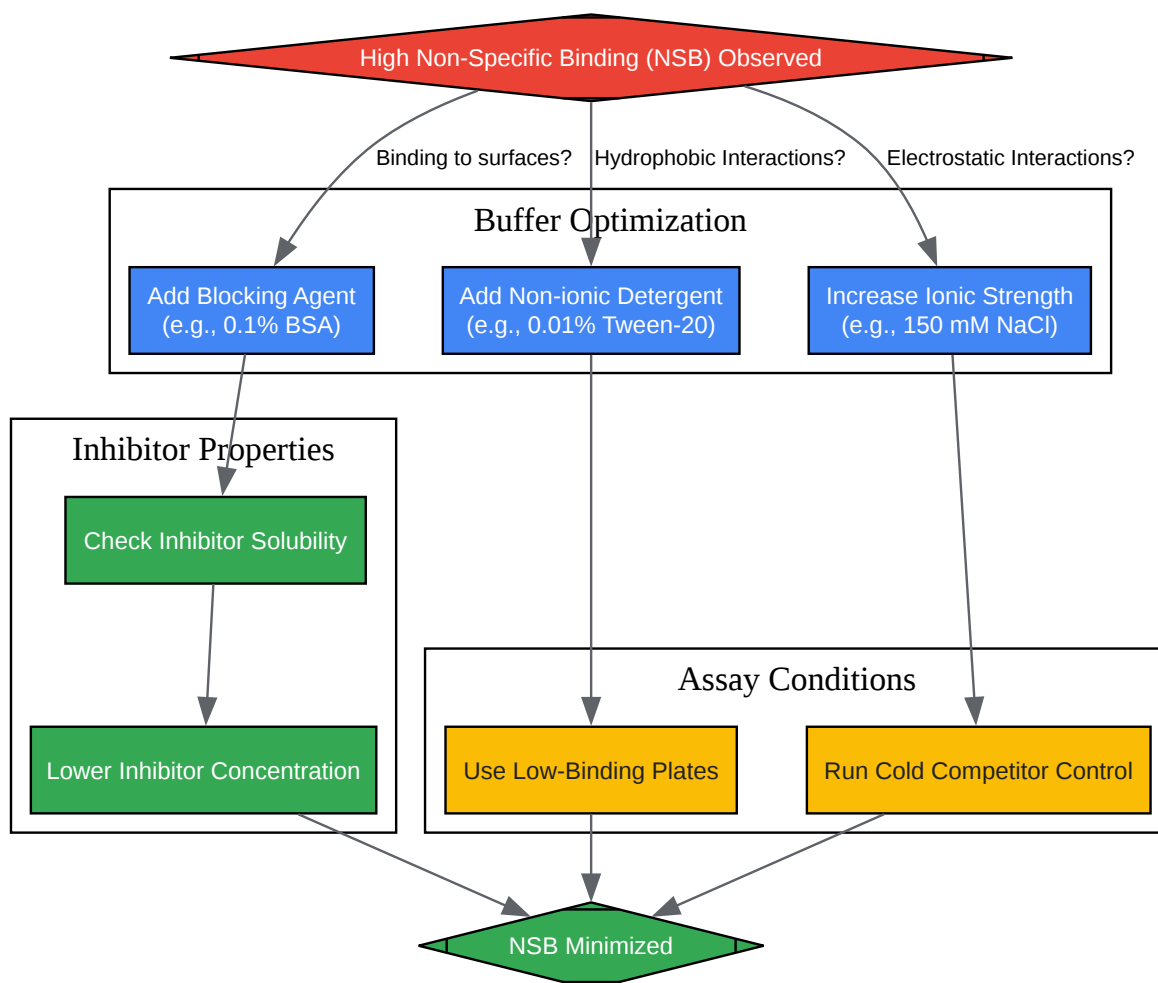 High Non-Specific Binding (NSB) Observed
Binding to surfaces?
Hydrophobic Interactions?
Electrostatic Interactions?
Buffer Optimization
Add Blocking Agent
(e.g., 0.1% BSA)
Add Non-ionic Detergent
(e.g., 0.01% Tween-20)
Increase Ionic Strength
(e.g., 150 mM NaCl)
Inhibitor Properties
Check Inhibitor Solubility
Lower Inhibitor Concentration
Assay Conditions
Use Low-Binding Plates
Run Cold Competitor Control
NSB Minimized